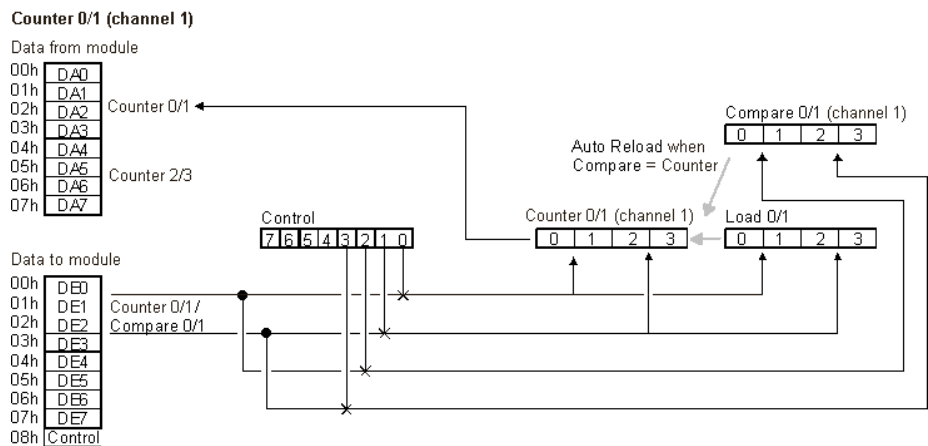 Counter 0/1 (channel 1)
Data from module
00h DA0
01h DA1
02h DA2
03h DA3
04h DA4
05h DA5
06h DA6
07h DA7
Counter 0/1
Counter 2/3
Compare 0/1 (channel 1)
0 1 2 3
Auto Reload when
Compare = Counter
Control
7 6 5 4 3 2 1 0
Counter 0/1 (channel 1)
0 1 2 3
Load 0/1
0 1 2 3
Data to module
00h DE0
01h DE1
02h DE2
03h DE3
04h DE4
05h DE5
06h DE6
07h DE7
08h Control
Counter 0/1/
Compare 0/1